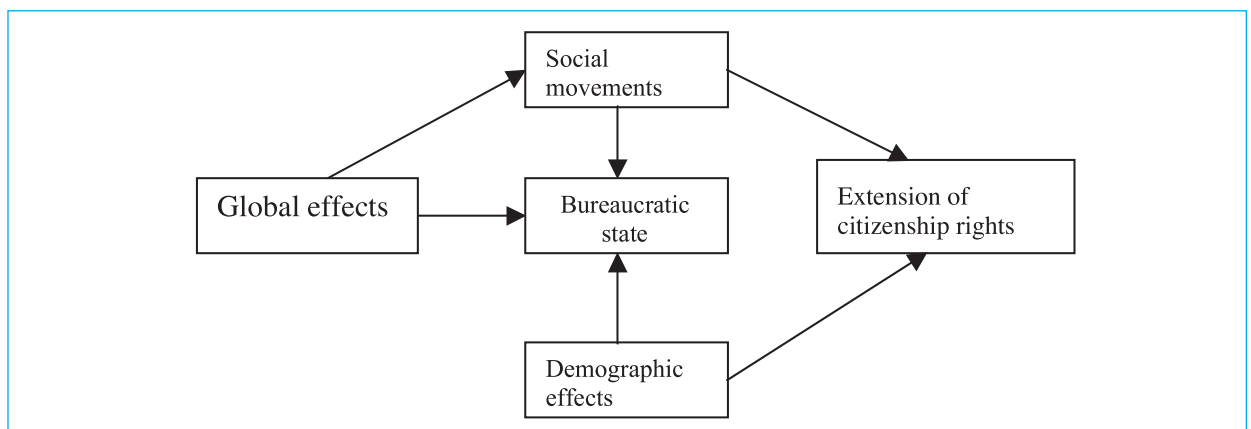 Social
movements
Global effects
Bureaucratic
state
Extension of
citizenship rights
Demographic
effects